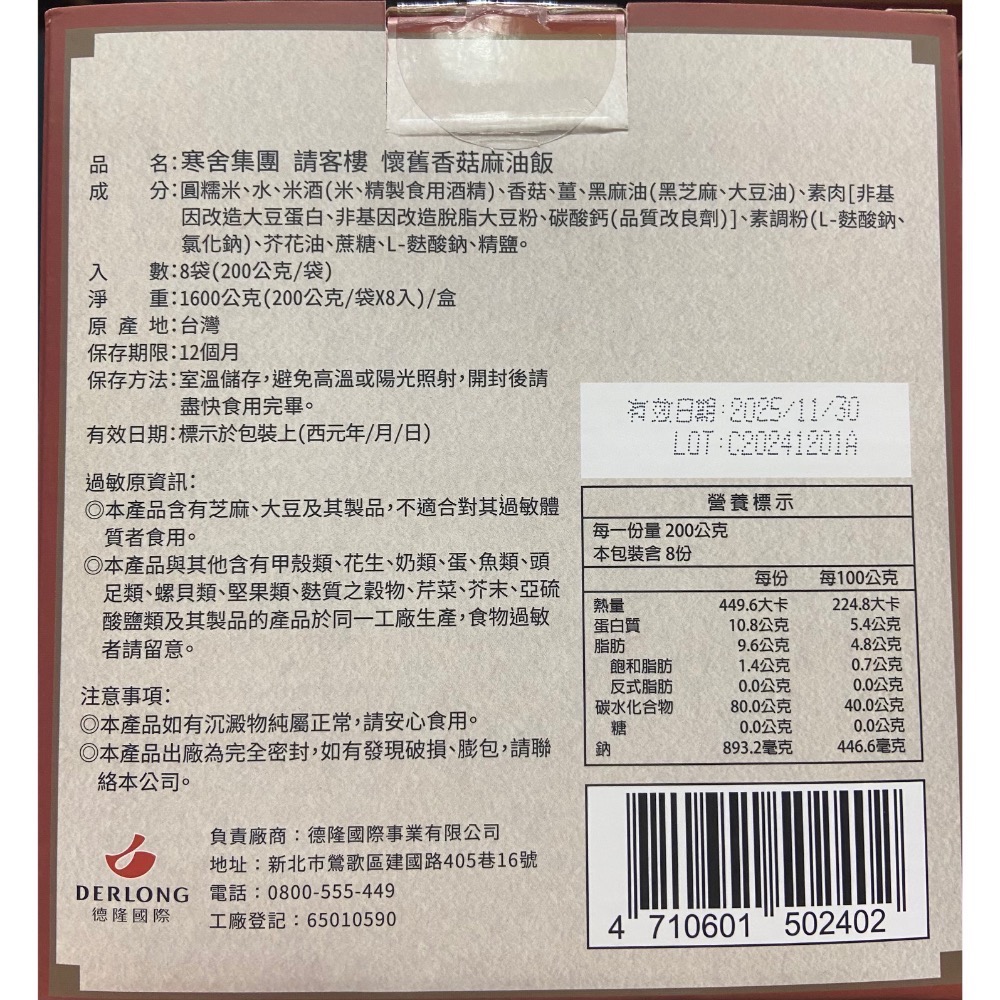 品　　名:寒舍集團 請客樓 懷舊香菇麻油飯
成　　分:圓糯米、水、米酒(米、精製食用酒精)、香菇、薑、黑麻油(黑芝麻、大豆油)、素肉[非基
因改造大豆蛋白、非基因改造脫脂大豆粉、碳酸鈣(品質改良劑)]、素調粉(L-麩酸鈉、
氯化鈉)、芥花油、蔗糖、L-麩酸鈉、精鹽。
入　　數:8袋(200公克/袋)
淨　　重:1600公克(200公克/袋X8入)/盒
原 產 地:台灣
保存期限:12個月
保存方法:室溫儲存,避免高溫或陽光照射,開封後請
盡快食用完畢。
有效日期:標示於包裝上(西元年/月/日)
有效日期:2025/11/30
LOT:C20241201A
過敏原資訊:
◎本產品含有芝麻、大豆及其製品,不適合對其過敏體
質者食用。
◎本產品與其他含有甲殼類、花生、奶類、蛋、魚類、頭
足類、螺貝類、堅果類、麩質之穀物、芹菜、芥末、亞硫
酸鹽類及其製品的產品於同一工廠生產,食物過敏
者請留意。
注意事項:
◎本產品如有沉澱物純屬正常,請安心食用。
◎本產品出廠為完全密封,如有發現破損、膨包,請聯
絡本公司。
營養標示
每一份量 200公克
本包裝含 8份
每份 每100公克
熱量 449.6大卡 224.8大卡
蛋白質 10.8公克 5.4公克
脂肪 9.6公克 4.8公克
飽和脂肪 1.4公克 0.7公克
反式脂肪 0.0公克 0.0公克
碳水化合物 80.0公克 40.0公克
糖 0.0公克 0.0公克
鈉 893.2毫克 446.6毫克
DERLONG
德隆國際
負責廠商：德隆國際事業有限公司
地址：新北市鶯歌區建國路405巷16號
電話：0800-555-449
工廠登記：65010590
4 710601 502402